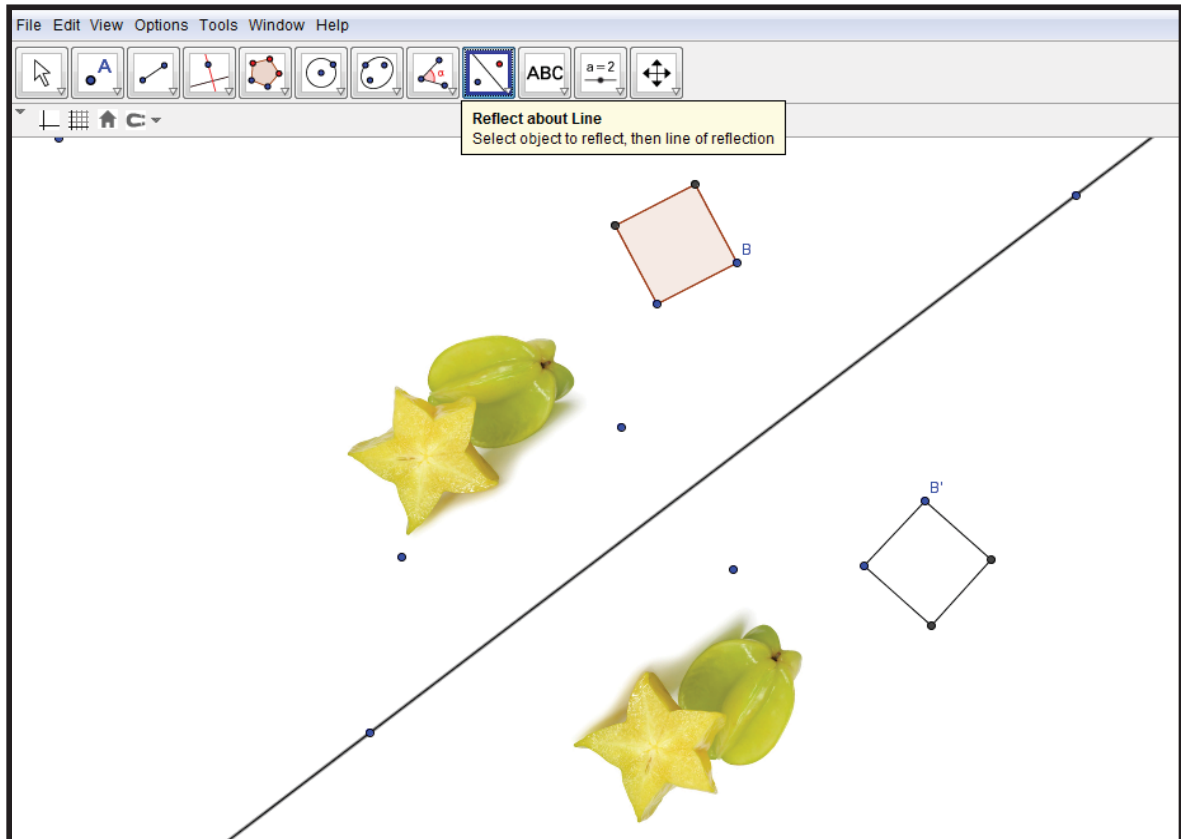 File Edit View Options Tools Window Help
A
α
ABC
a=2
Reflect about Line
Select object to reflect, then line of reflection
B
B'